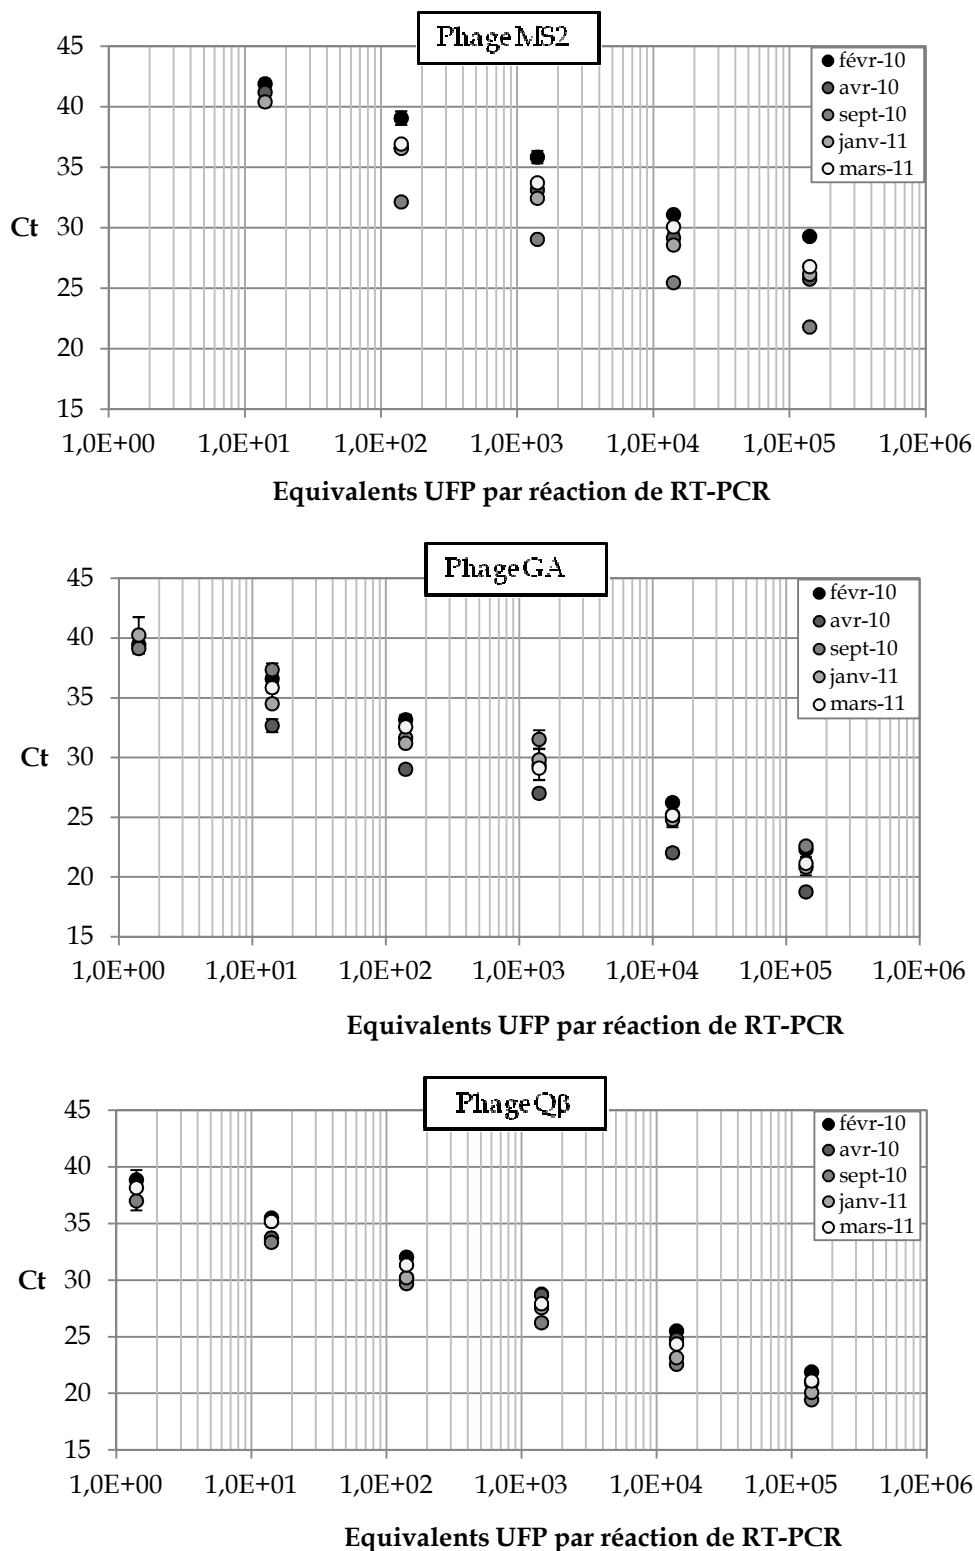 Phage MS2
45
40
35
30
25
20
15
Ct
févr-10
avr-10
sept-10
janv-11
mars-11
1,0E+00 1,0E+01 1,0E+02 1,0E+03 1,0E+04 1,0E+05 1,0E+06
Equivalents UFP par réaction de RT-PCR
Phage GA
45
40
35
30
25
20
15
Ct
févr-10
avr-10
sept-10
janv-11
mars-11
1,0E+00 1,0E+01 1,0E+02 1,0E+03 1,0E+04 1,0E+05 1,0E+06
Equivalents UFP par réaction de RT-PCR
Phage Qβ
45
40
35
30
25
20
15
Ct
févr-10
avr-10
sept-10
janv-11
mars-11
1,0E+00 1,0E+01 1,0E+02 1,0E+03 1,0E+04 1,0E+05 1,0E+06
Equivalents UFP par réaction de RT-PCR